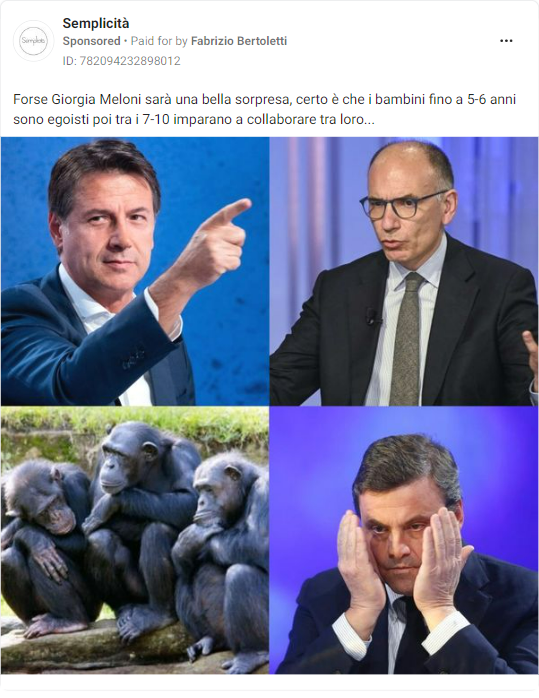 Semplicità
Sponsored • Paid for by Fabrizio Bertoletti
ID: 782094232898012
Forse Giorgia Meloni sarà una bella sorpresa, certo è che i bambini fino a 5-6 anni
sono egoisti poi tra i 7-10 imparano a collaborare tra loro...